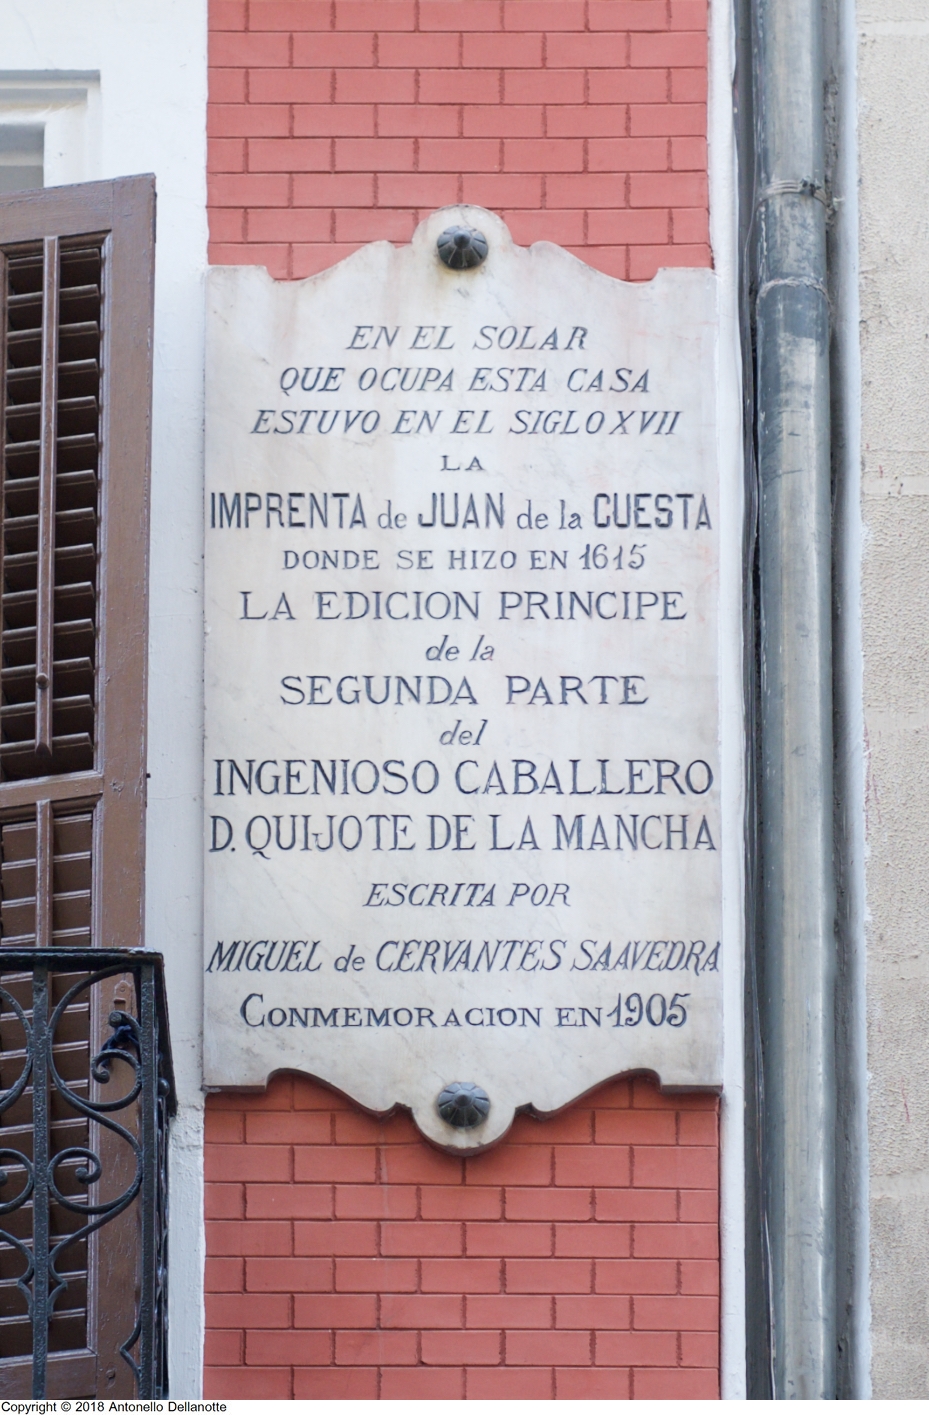 EN EL SOLAR
QUE OCUPA ESTA CASA
ESTUVO EN EL SIGLO XVII
LA
IMPRENTA de JUAN de la CUESTA
DONDE SE HIZO EN 1615
LA EDICION PRINCIPE
de la
SEGUNDA PARTE
del
INGENIOSO CABALLERO
D. QUIJOTE DE LA MANCHA
ESCRITA POR
MIGUEL de CERVANTES SAAVEDRA
CONMEMORACION EN 1905
Copyright © 2018 Antonello Dellanotte